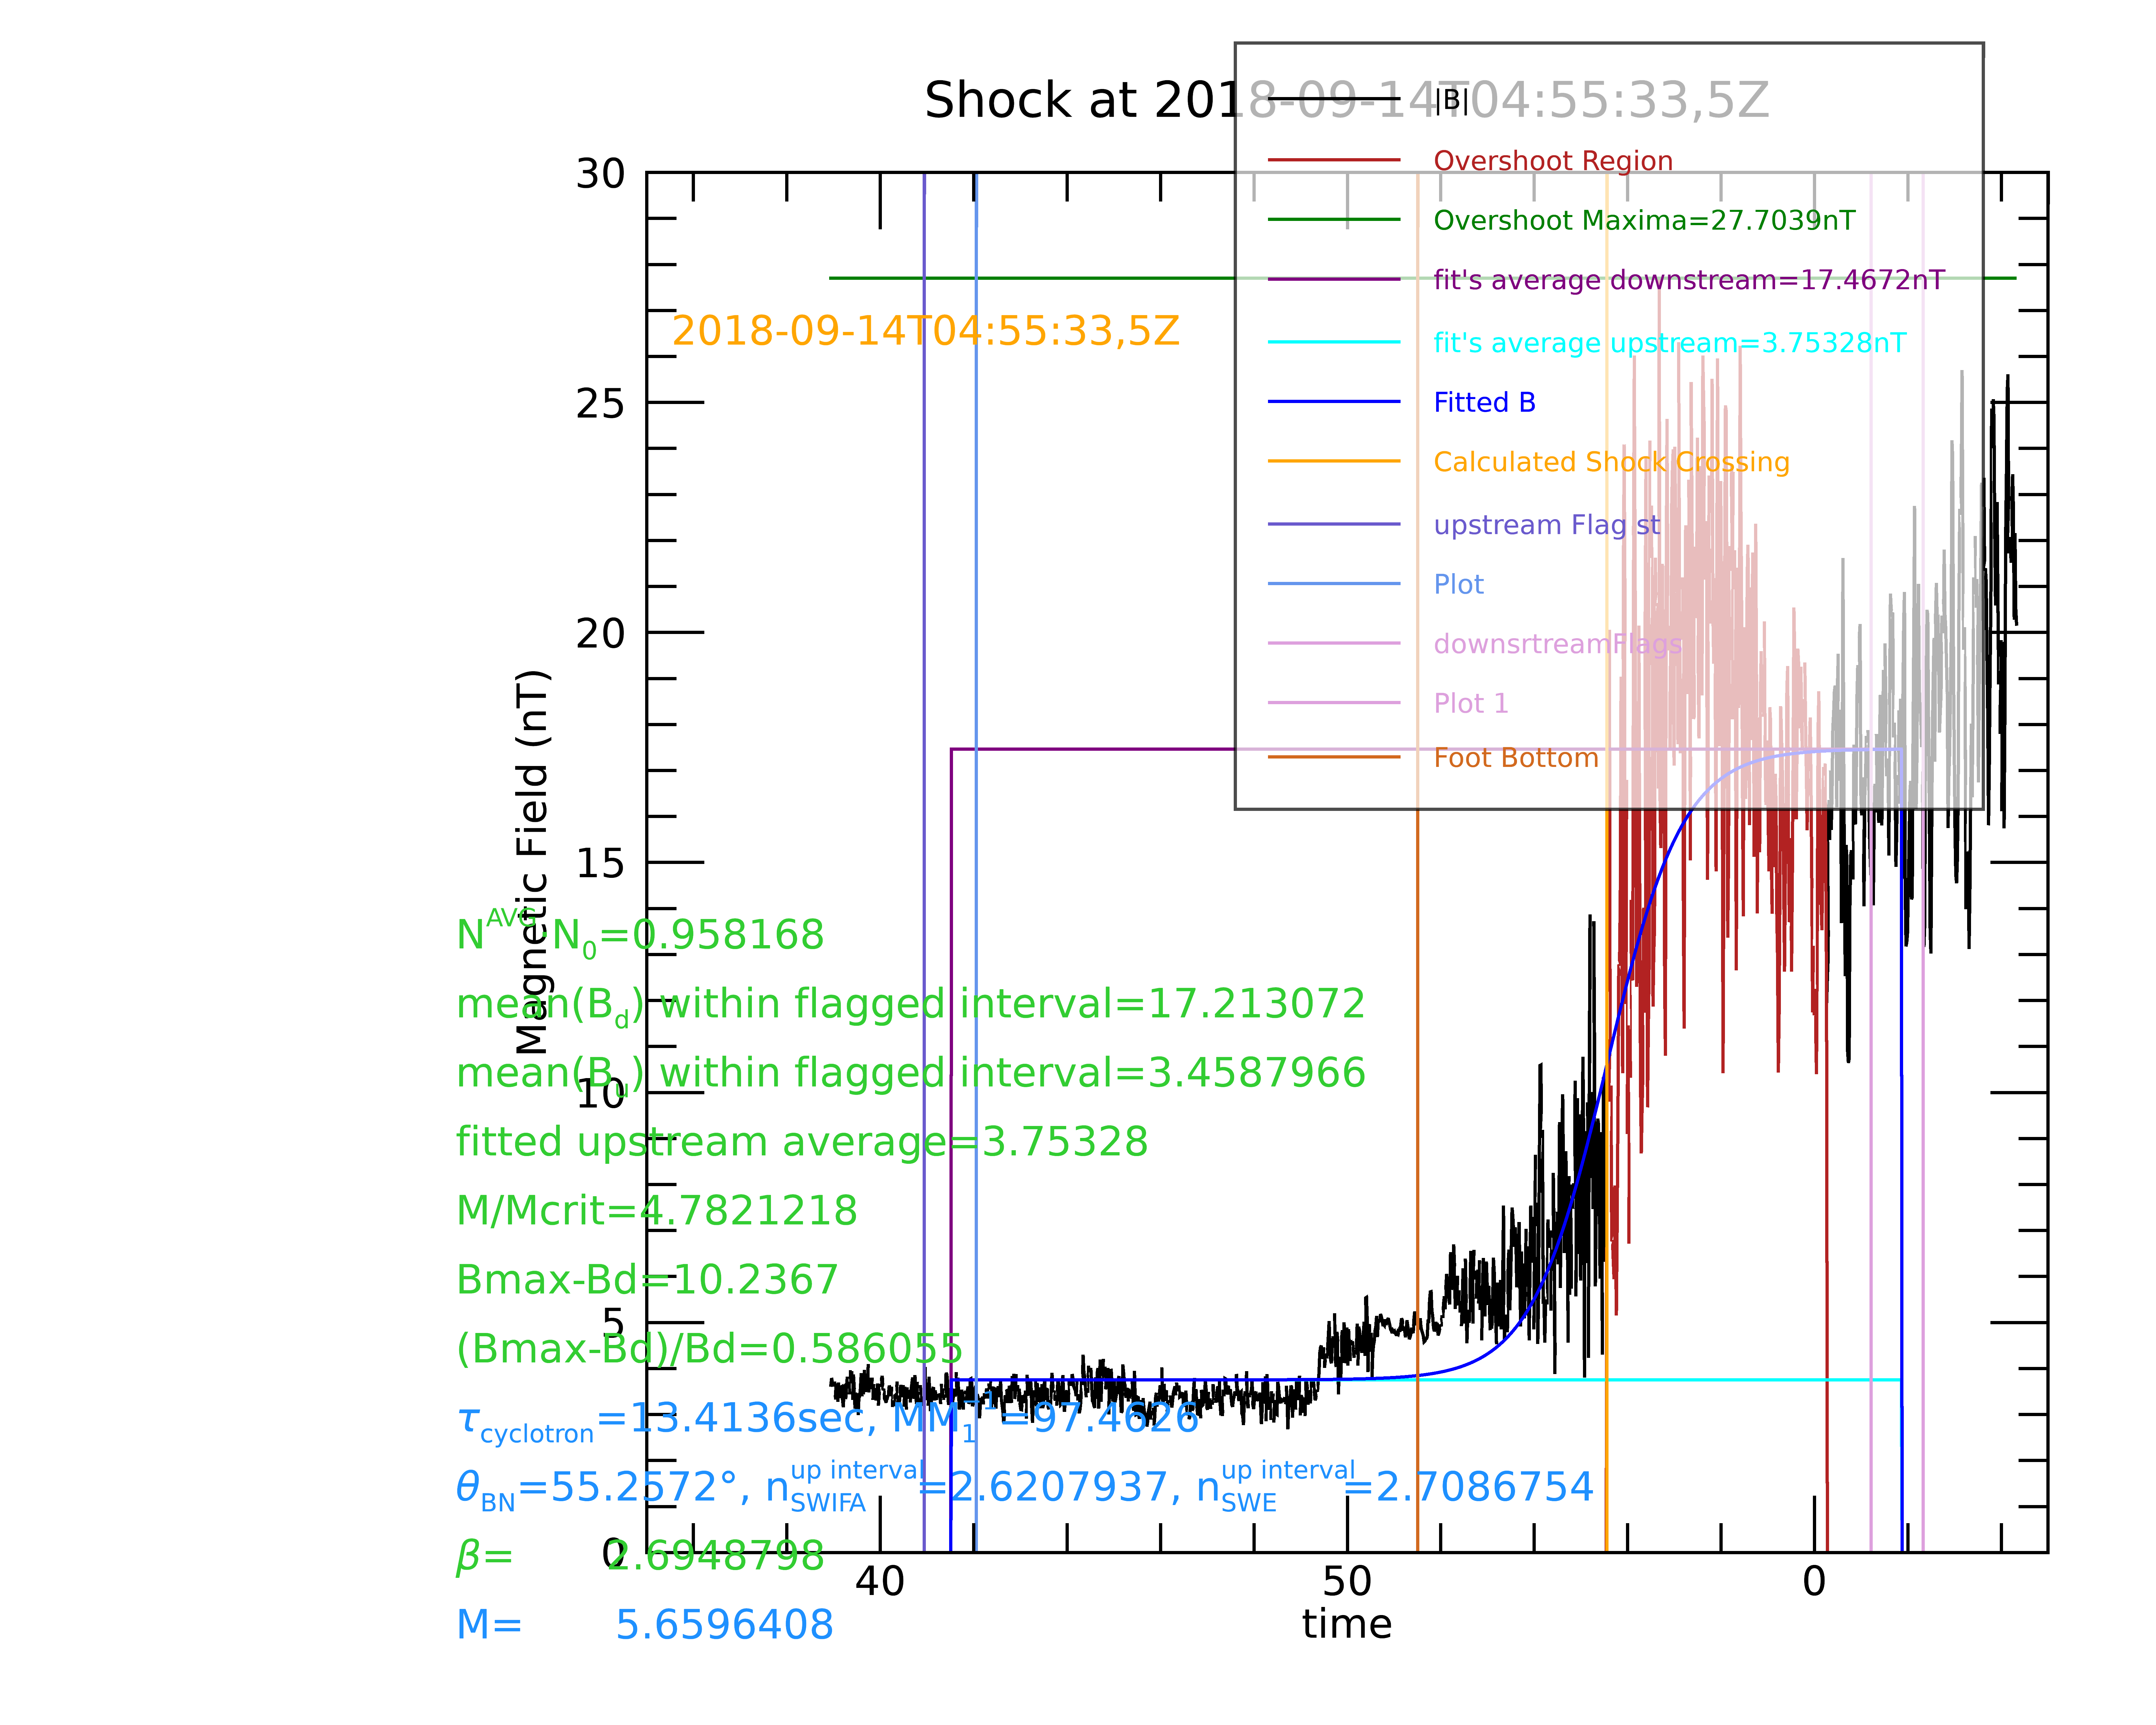 Shock at 2018-09-14T04:55:33,5Z
|B|
Overshoot Region
Overshoot Maxima=27.7039nT
fit's average downstream=17.4672nT
fit's average upstream=3.75328nT
Fitted B
Calculated Shock Crossing
upstream Flag st
Plot
downsrtreamFlags
Plot 1
Foot Bottom
2018-09-14T04:55:33,5Z
30
25
20
15
10
5
0
Magnetic Field (nT)
N^AVG·N_0=0.958168
mean(B_d) within flagged interval=17.213072
mean(B_u) within flagged interval=3.4587966
fitted upstream average=3.75328
M/Mcrit=4.7821218
Bmax-Bd=10.2367
(Bmax-Bd)/Bd=0.586055
τ_cyclotron=13.4136sec, MM_1^-1=97.4626
θ_BN=55.2572°, n_SWIFA^up interval=2.6207937, n_SWE^up interval=2.7086754
β= 2.6948798
M= 5.6596408
40 50 0
time